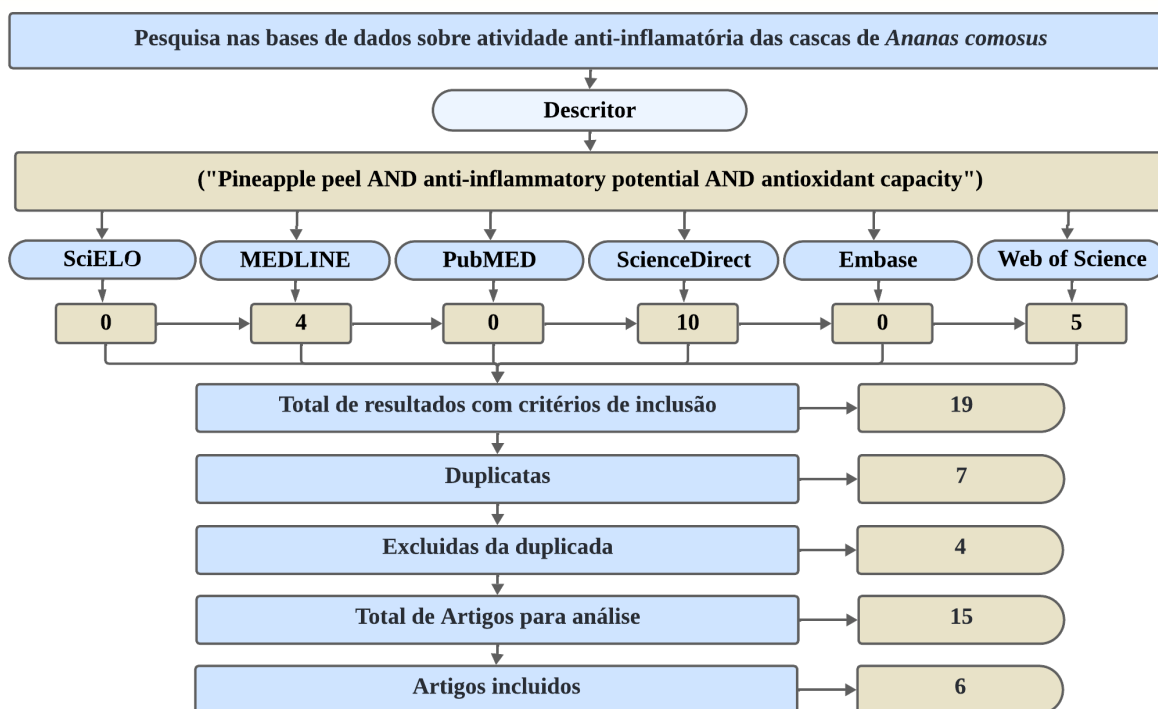 Pesquisa nas bases de dados sobre atividade anti-inflamatória das cascas de Ananas comosus
Descritor
("Pineapple peel AND anti-inflammatory potential AND antioxidant capacity")
SciELO
MEDLINE
PubMED
ScienceDirect
Embase
Web of Science
0
4
0
10
0
5
Total de resultados com critérios de inclusão
19
Duplicatas
7
Excluidas da duplicada
4
Total de Artigos para análise
15
Artigos incluidos
6